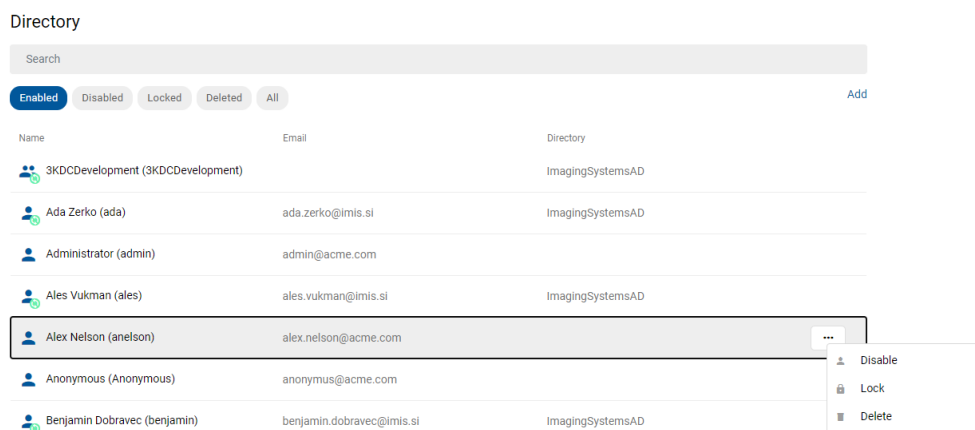 Directory
Search
Enabled Disabled Locked Deleted All Add
Name Email Directory
3KDCDevelopment (3KDCDevelopment) ImagingSystemsAD
Ada Zerko (ada) ada.zerko@imis.si ImagingSystemsAD
Administrator (admin) admin@acme.com
Ales Vukman (ales) ales.vukman@imis.si ImagingSystemsAD
Alex Nelson (anelson) alex.nelson@acme.com ...
Disable
Anonymous (Anonymous) anonymus@acme.com
Lock
Benjamin Dobravec (benjamin) benjamin.dobravec@imis.si ImagingSystemsAD
Delete